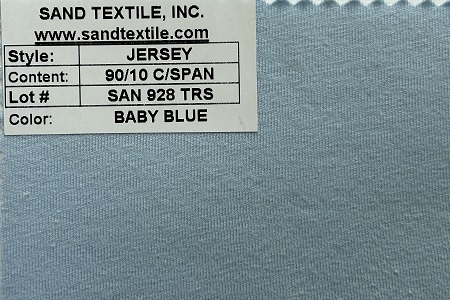 SAND TEXTILE, INC.
www.sandtextile.com
Style: JERSEY
Content: 90/10 C/SPAN
Lot # SAN 928 TRS
Color: BABY BLUE